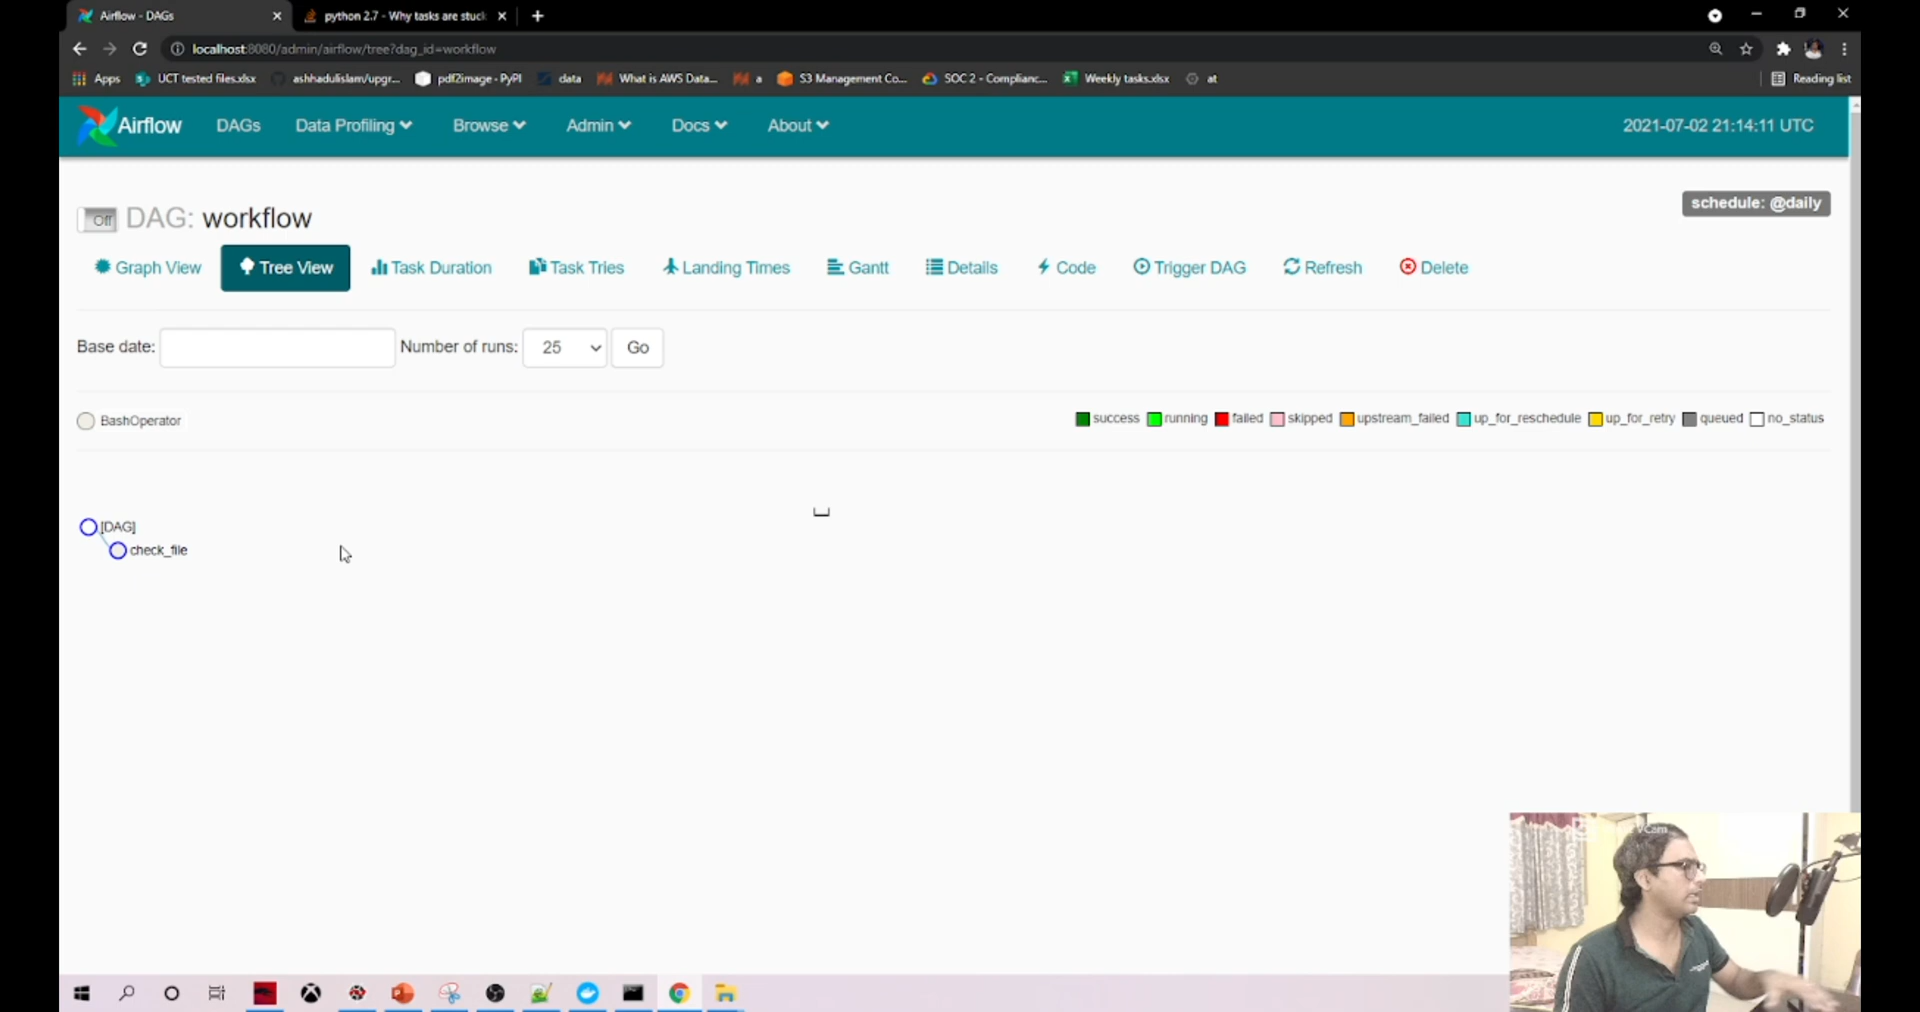 Airflow - DAGs
python 2.7 - Why tasks are stuck
localhost:8080/admin/airflow/tree?dag_id=workflow
Apps
UCT tested files.xlsx
ashhadulislam/upgr...
pdf2image - PyPI
data
What is AWS Data...
a
S3 Management Co...
SOC 2 - Complianc...
Weekly tasks.xlsx
at
Reading list
Airflow
DAGs
Data Profiling
Browse
Admin
Docs
About
2021-07-02 21:14:11 UTC
Off
DAG: workflow
schedule: @daily
Graph View
Tree View
Task Duration
Task Tries
Landing Times
Gantt
Details
Code
Trigger DAG
Refresh
Delete
Base date:
Number of runs:
25
Go
BashOperator
success
running
failed
skipped
upstream_failed
up_for_reschedule
up_for_retry
queued
no_status
[DAG]
check_file
VCam